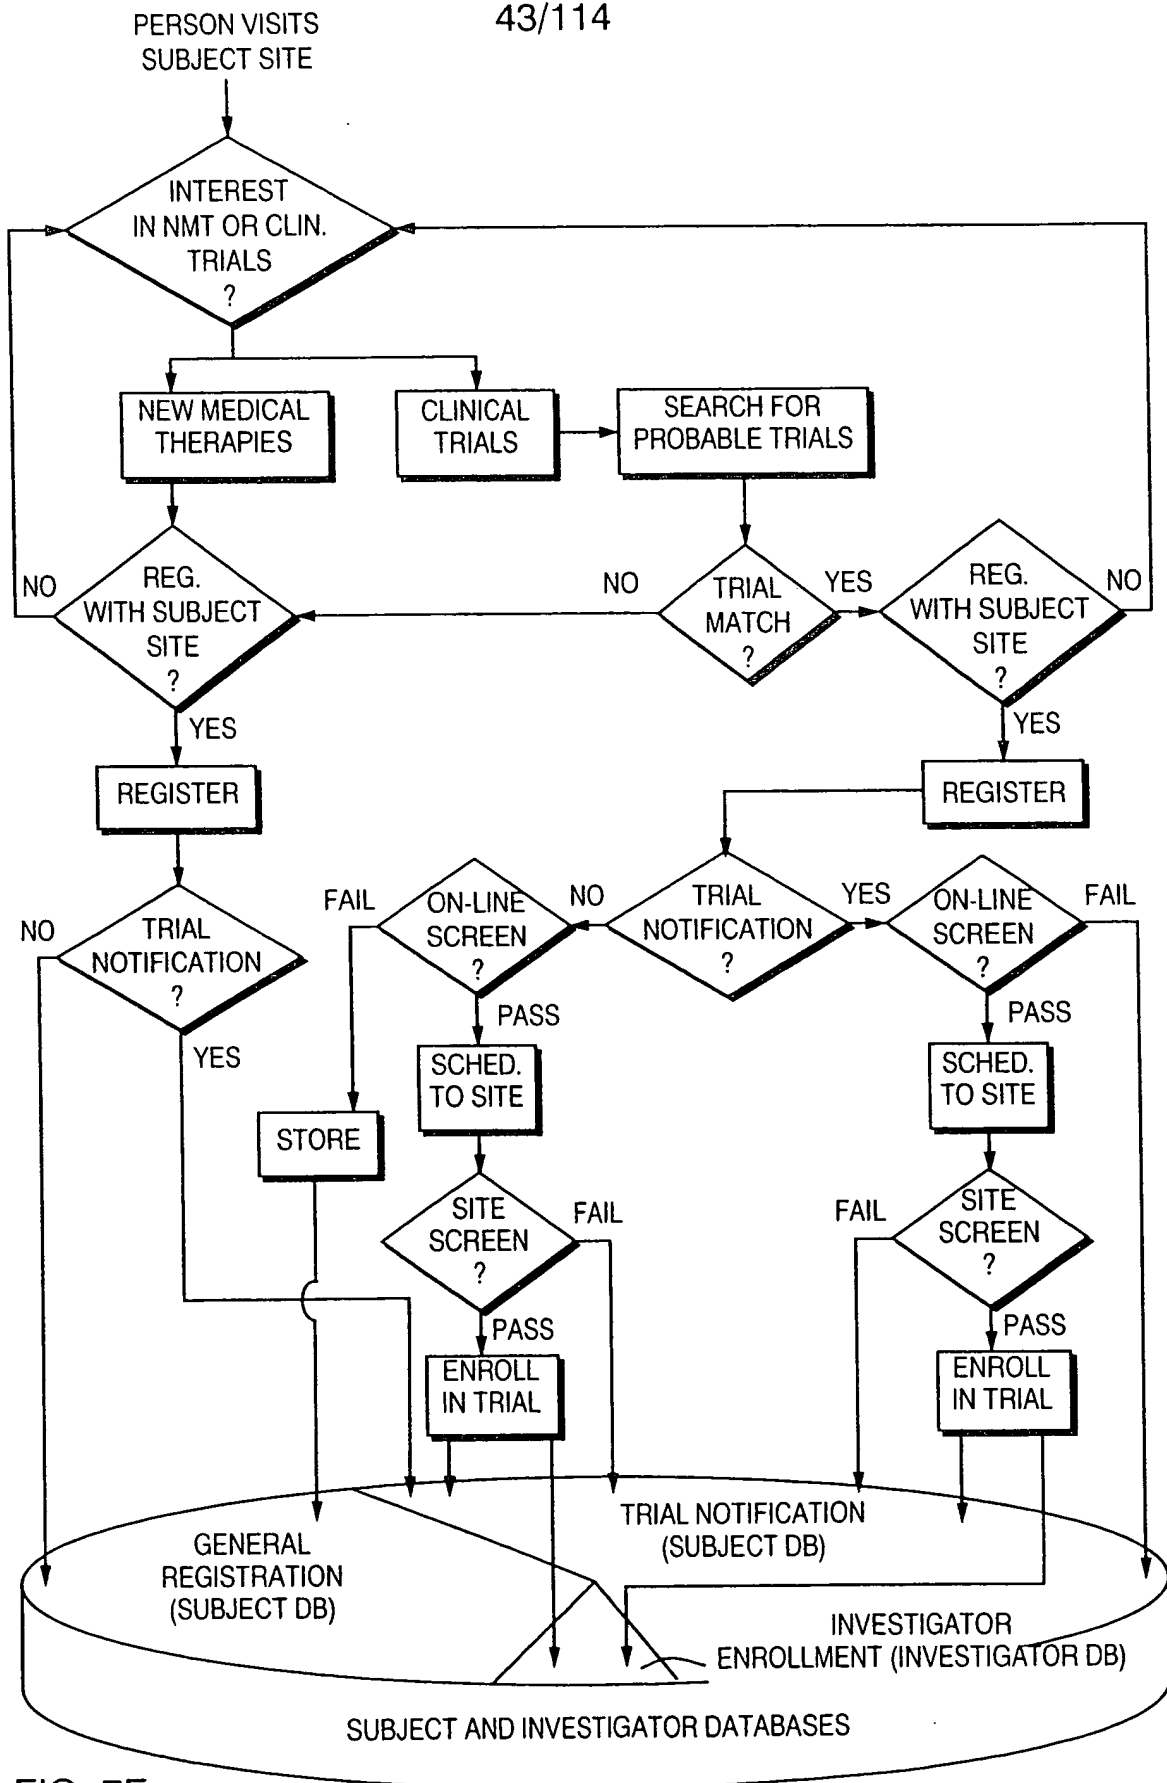 43/114
PERSON VISITS
SUBJECT SITE
INTEREST
IN NMT OR CLIN.
TRIALS
?
NEW MEDICAL
THERAPIES
CLINICAL
TRIALS
SEARCH FOR
PROBABLE TRIALS
NO
REG.
WITH SUBJECT
SITE
?
NO
TRIAL
MATCH
?
YES
REG.
WITH SUBJECT
SITE
?
NO
YES
YES
REGISTER
REGISTER
NO
TRIAL
NOTIFICATION
?
YES
FAIL
ON-LINE
SCREEN
?
NO
TRIAL
NOTIFICATION
?
YES
ON-LINE
SCREEN
?
FAIL
PASS
PASS
SCHED.
TO SITE
SCHED.
TO SITE
STORE
SITE
SCREEN
?
FAIL
FAIL
SITE
SCREEN
?
PASS
PASS
ENROLL
IN TRIAL
ENROLL
IN TRIAL
GENERAL
REGISTRATION
(SUBJECT DB)
TRIAL NOTIFICATION
(SUBJECT DB)
INVESTIGATOR
ENROLLMENT (INVESTIGATOR DB)
SUBJECT AND INVESTIGATOR DATABASES